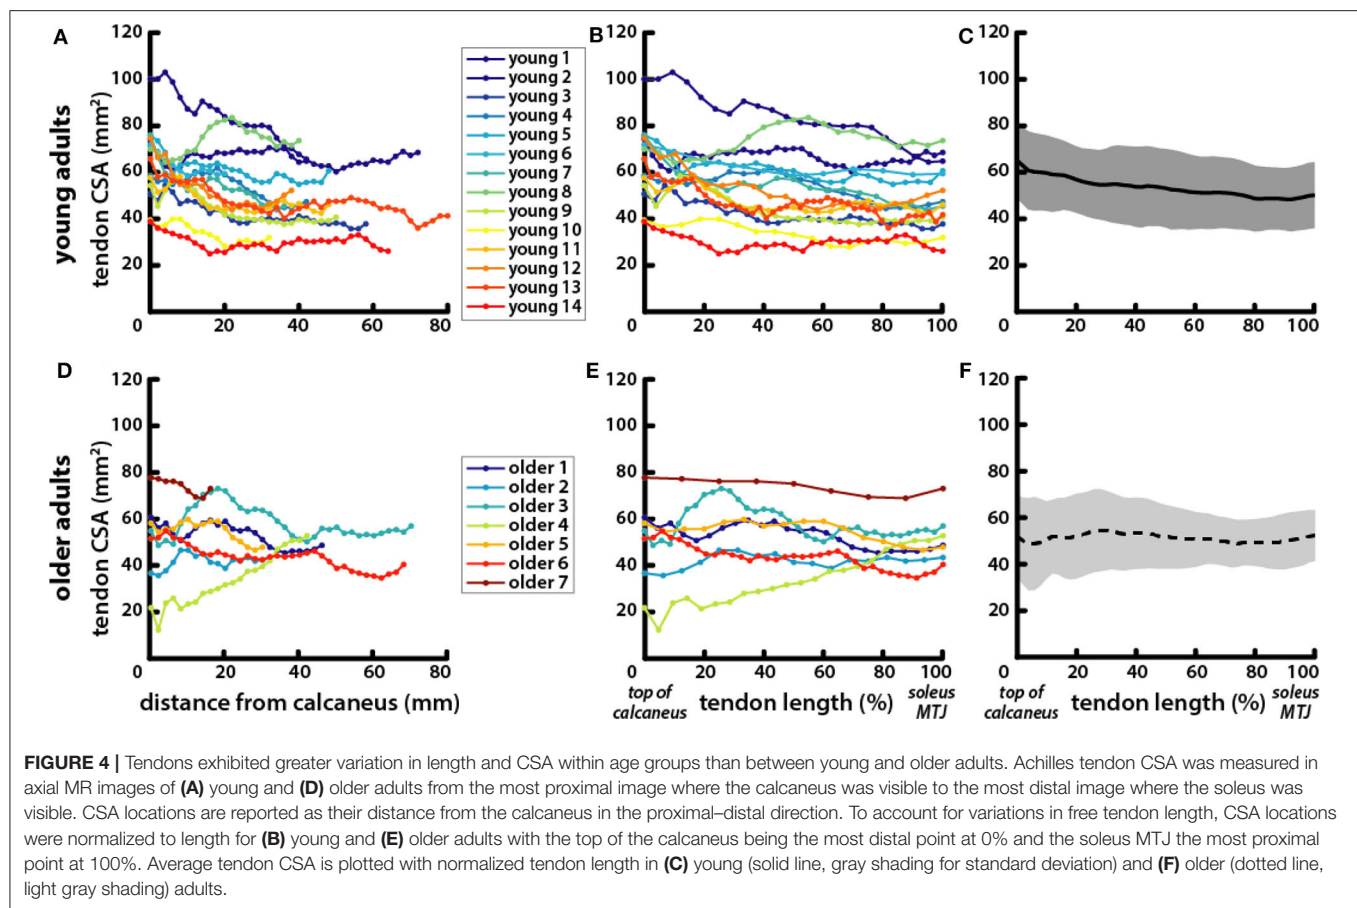 A
B
C
young adults
tendon CSA (mm²)
120
100
80
60
40
20
0
20
40
60
80
young 1
young 2
young 3
young 4
young 5
young 6
young 7
young 8
young 9
young 10
young 11
young 12
young 13
young 14
120
100
80
60
40
20
0
20
40
60
80
100
120
100
80
60
40
20
0
20
40
60
80
100
D
E
F
older adults
tendon CSA (mm²)
120
100
80
60
40
20
0
20
40
60
80
distance from calcaneus (mm)
older 1
older 2
older 3
older 4
older 5
older 6
older 7
120
100
80
60
40
20
0
20
40
60
80
100
top of
calcaneus
tendon length (%)
soleus
MTJ
120
100
80
60
40
20
0
20
40
60
80
100
top of
calcaneus
tendon length (%)
soleus
MTJ
FIGURE 4 | Tendons exhibited greater variation in length and CSA within age groups than between young and older adults. Achilles tendon CSA was measured in
axial MR images of (A) young and (D) older adults from the most proximal image where the calcaneus was visible to the most distal image where the soleus was
visible. CSA locations are reported as their distance from the calcaneus in the proximal–distal direction. To account for variations in free tendon length, CSA locations
were normalized to length for (B) young and (E) older adults with the top of the calcaneus being the most distal point at 0% and the soleus MTJ the most proximal
point at 100%. Average tendon CSA is plotted with normalized tendon length in (C) young (solid line, gray shading for standard deviation) and (F) older (dotted line,
light gray shading) adults.